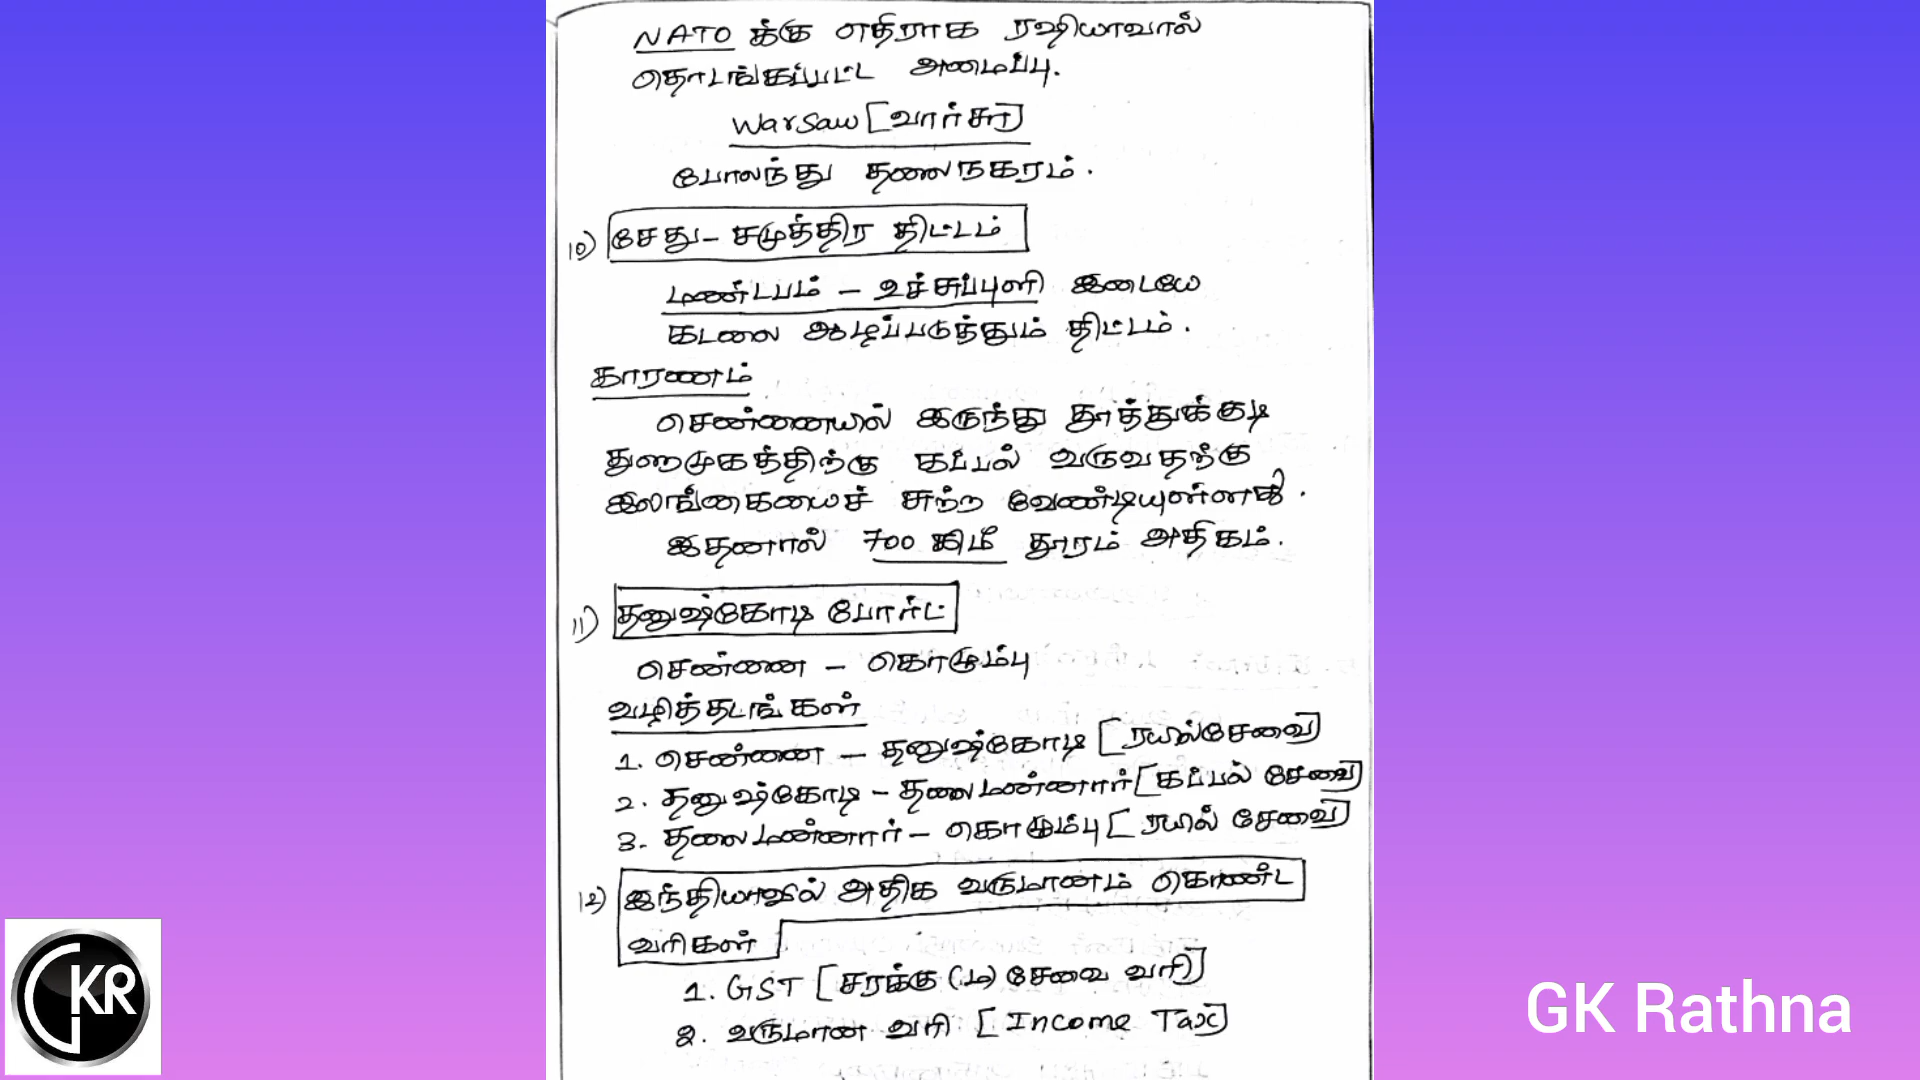 NATO க்கு எதிராக ரஷியாவால்
தொடங்கப்பட்ட அமைப்பு.
Warsaw [வார்சா]
போலந்து தலைநகரம்.
10) சேது - சமுத்திர திட்டம்
மண்டபம் - உச்சுப்புளி இடையே
கடலை ஆழப்படுத்தும் திட்டம்.
காரணம்
சென்னையில் இருந்து தூத்துக்குடி
துறைமுகத்திற்கு கப்பல் வருவதற்கு
இலங்கையைச் சுற்ற வேண்டியுள்ளது.
இதனால் 700 கிமீ தூரம் அதிகம்.
11) தனுஷ்கோடி போர்ட்
சென்னை - கொழும்பு
வழித்தடங்கள்
1. சென்னை - தனுஷ்கோடி [ரயில்சேவை]
2. தனுஷ்கோடி - தலைமன்னார் [கப்பல் சேவை]
3. தலைமன்னார் - கொழும்பு [ரயில் சேவை]
12) இந்தியாவில் அதிக வருமானம் கொண்ட
வரிகள்
1. GST [சரக்கு (ம) சேவை வரி]
2. வருமான வரி [Income Tax]
GKR
GK Rathna